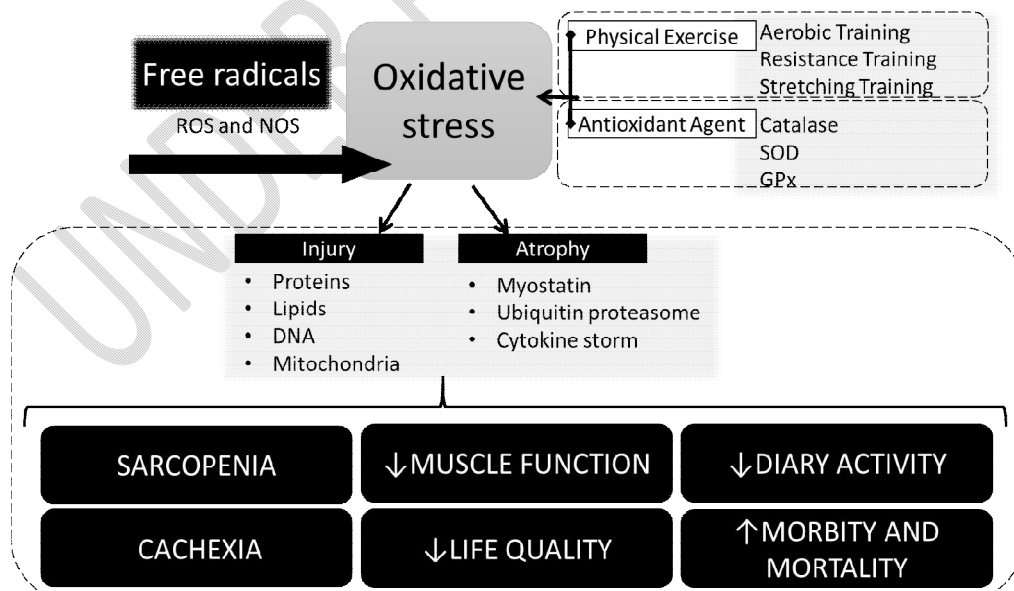 Free radicals
ROS and NOS
Oxidative
stress
Physical Exercise
Aerobic Training
Resistance Training
Stretching Training
Antioxidant Agent
Catalase
SOD
GPx
Injury
• Proteins
• Lipids
• DNA
• Mitochondria
Atrophy
• Myostatin
• Ubiquitin proteasome
• Cytokine storm
SARCOPENIA
↓MUSCLE FUNCTION
↓DIARY ACTIVITY
CACHEXIA
↓LIFE QUALITY
↑MORBITY AND
MORTALITY